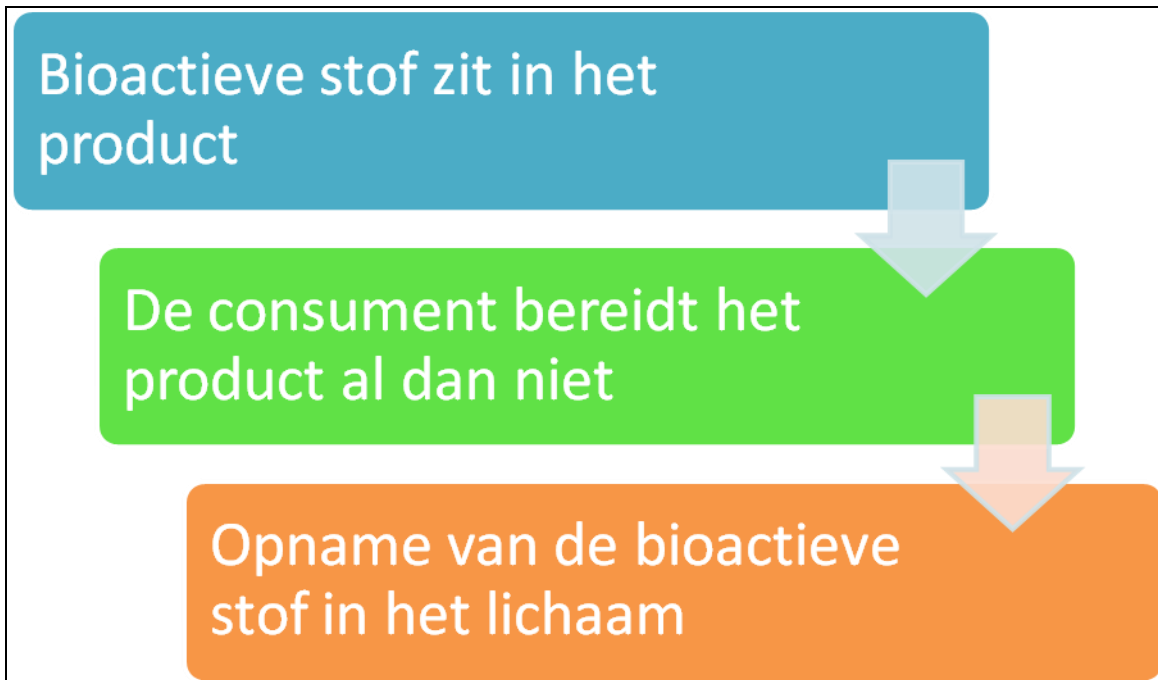 Bioactieve stof zit in het
product
De consument bereidt het
product al dan niet
Opname van de bioactieve
stof in het lichaam